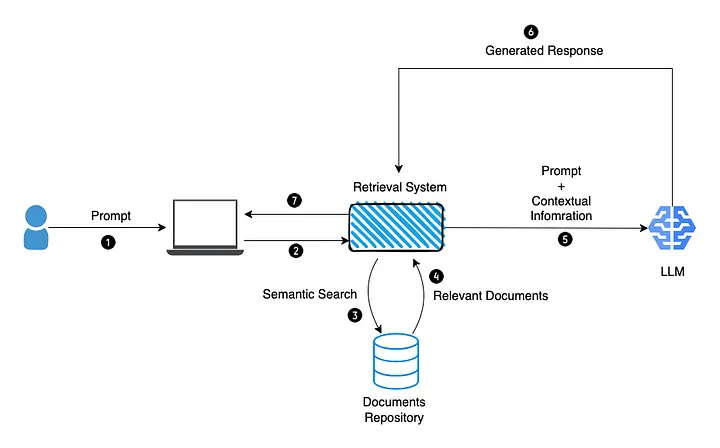 6
Generated Response
Retrieval System
Prompt
+
Contextual
Infomration
Prompt
1
7
2
5
LLM
4
Semantic Search
Relevant Documents
3
Documents
Repository